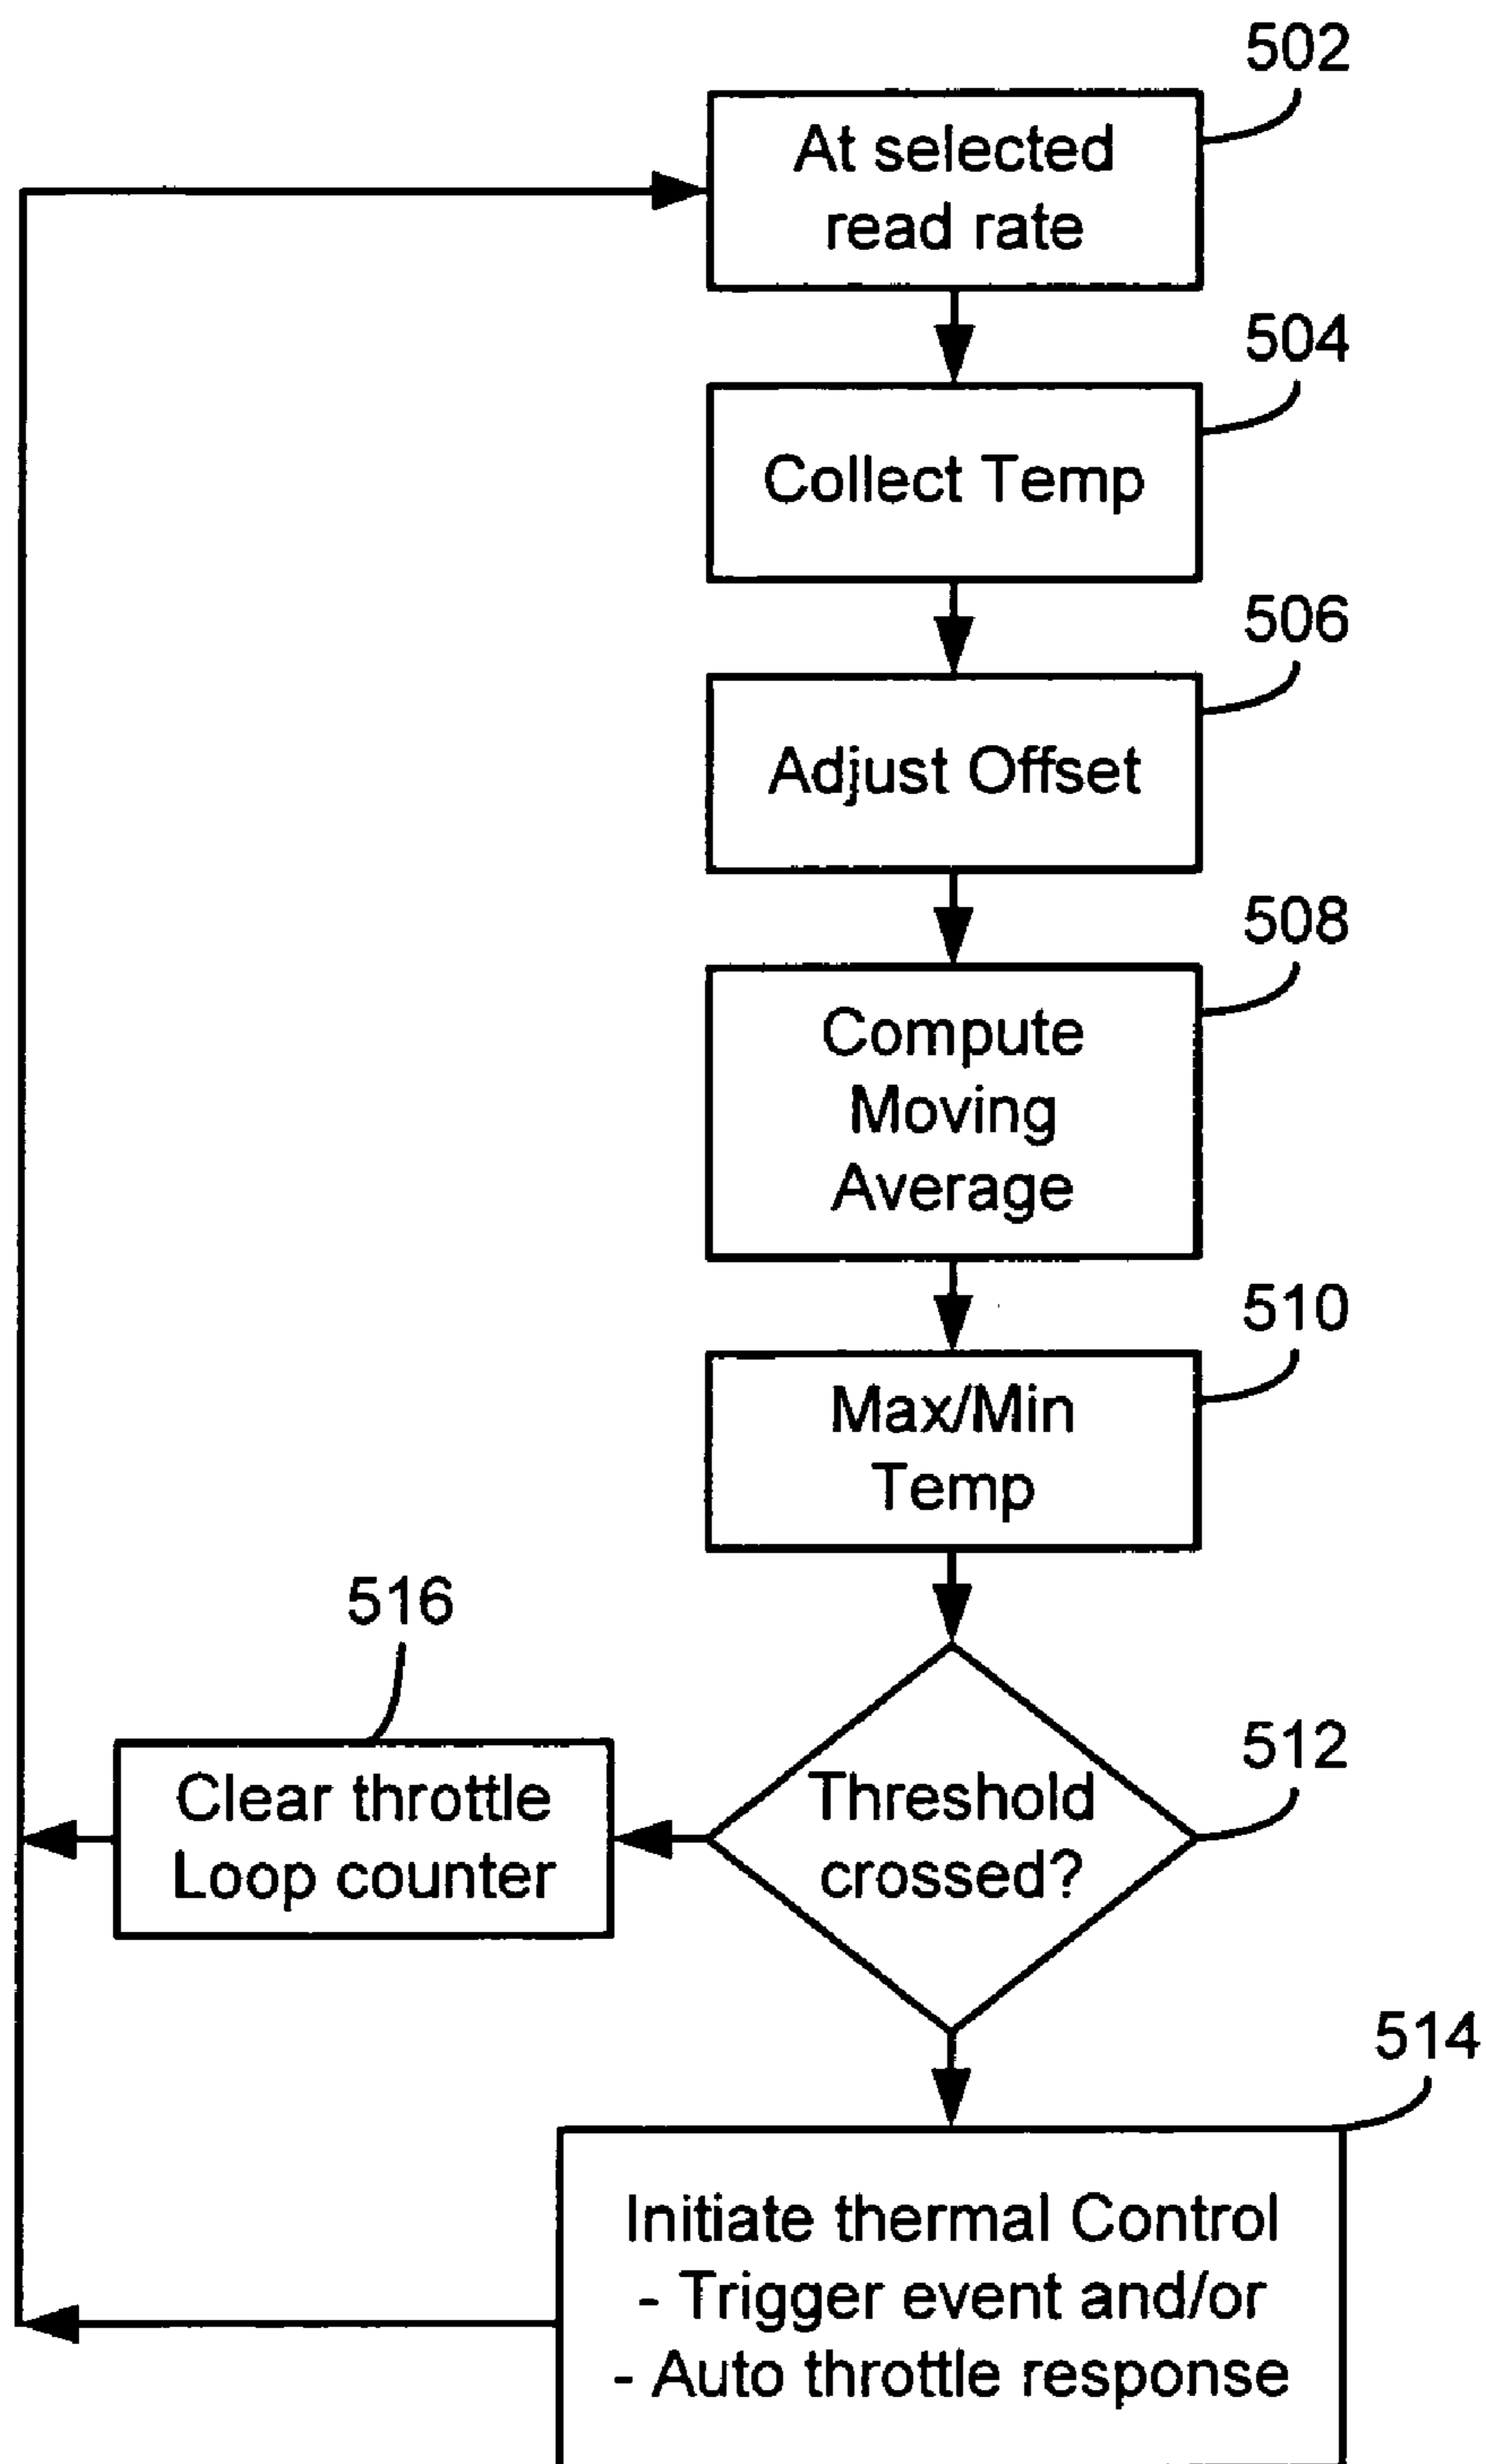 502
At selected
read rate
504
Collect Temp
506
Adjust Offset
508
Compute
Moving
Average
510
Max/Min
Temp
516
512
Clear throttle
Loop counter
Threshold
crossed?
514
Initiate thermal Control
- Trigger event and/or
- Auto throttle response